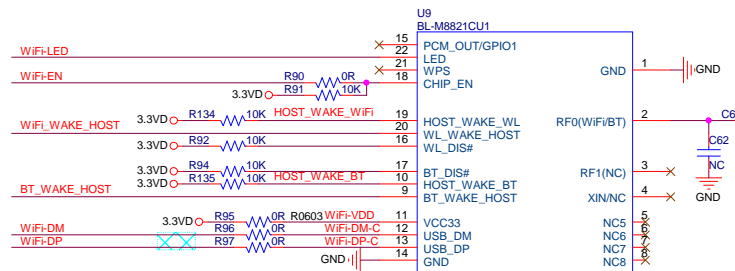 U9
BL-M8821CU1
15 PCM_OUT/GPIO1
WiFi-LED 22 LED
21 WPS
WiFi-EN R90 0R 18 CHIP_EN
R91 10K
3.3VD
1 GND GND
3.3VD R134 10K HOST_WAKE_WiFi 19 HOST_WAKE_WL
2 RF0(WiFi/BT) C6
WiFi_WAKE_HOST 20 WL_WAKE_HOST
3.3VD R92 10K 16 WL_DIS#
C62
NC
GND
3.3VD R94 10K 17 BT_DIS#
3 RF1(NC)
3.3VD R135 10K HOST_WAKE_BT 10 HOST_WAKE_BT
BT_WAKE_HOST 9 BT_WAKE_HOST
4 XIN/NC
3.3VD R95 0R R0603 WiFi-VDD 11 VCC33
5 NC5
WiFi-DM R96 0R WiFi-DM-C 12 USB_DM
6 NC6
WiFi-DP R97 0R WiFi-DP-C 13 USB_DP
7 NC7
GND 14 GND
8 NC8